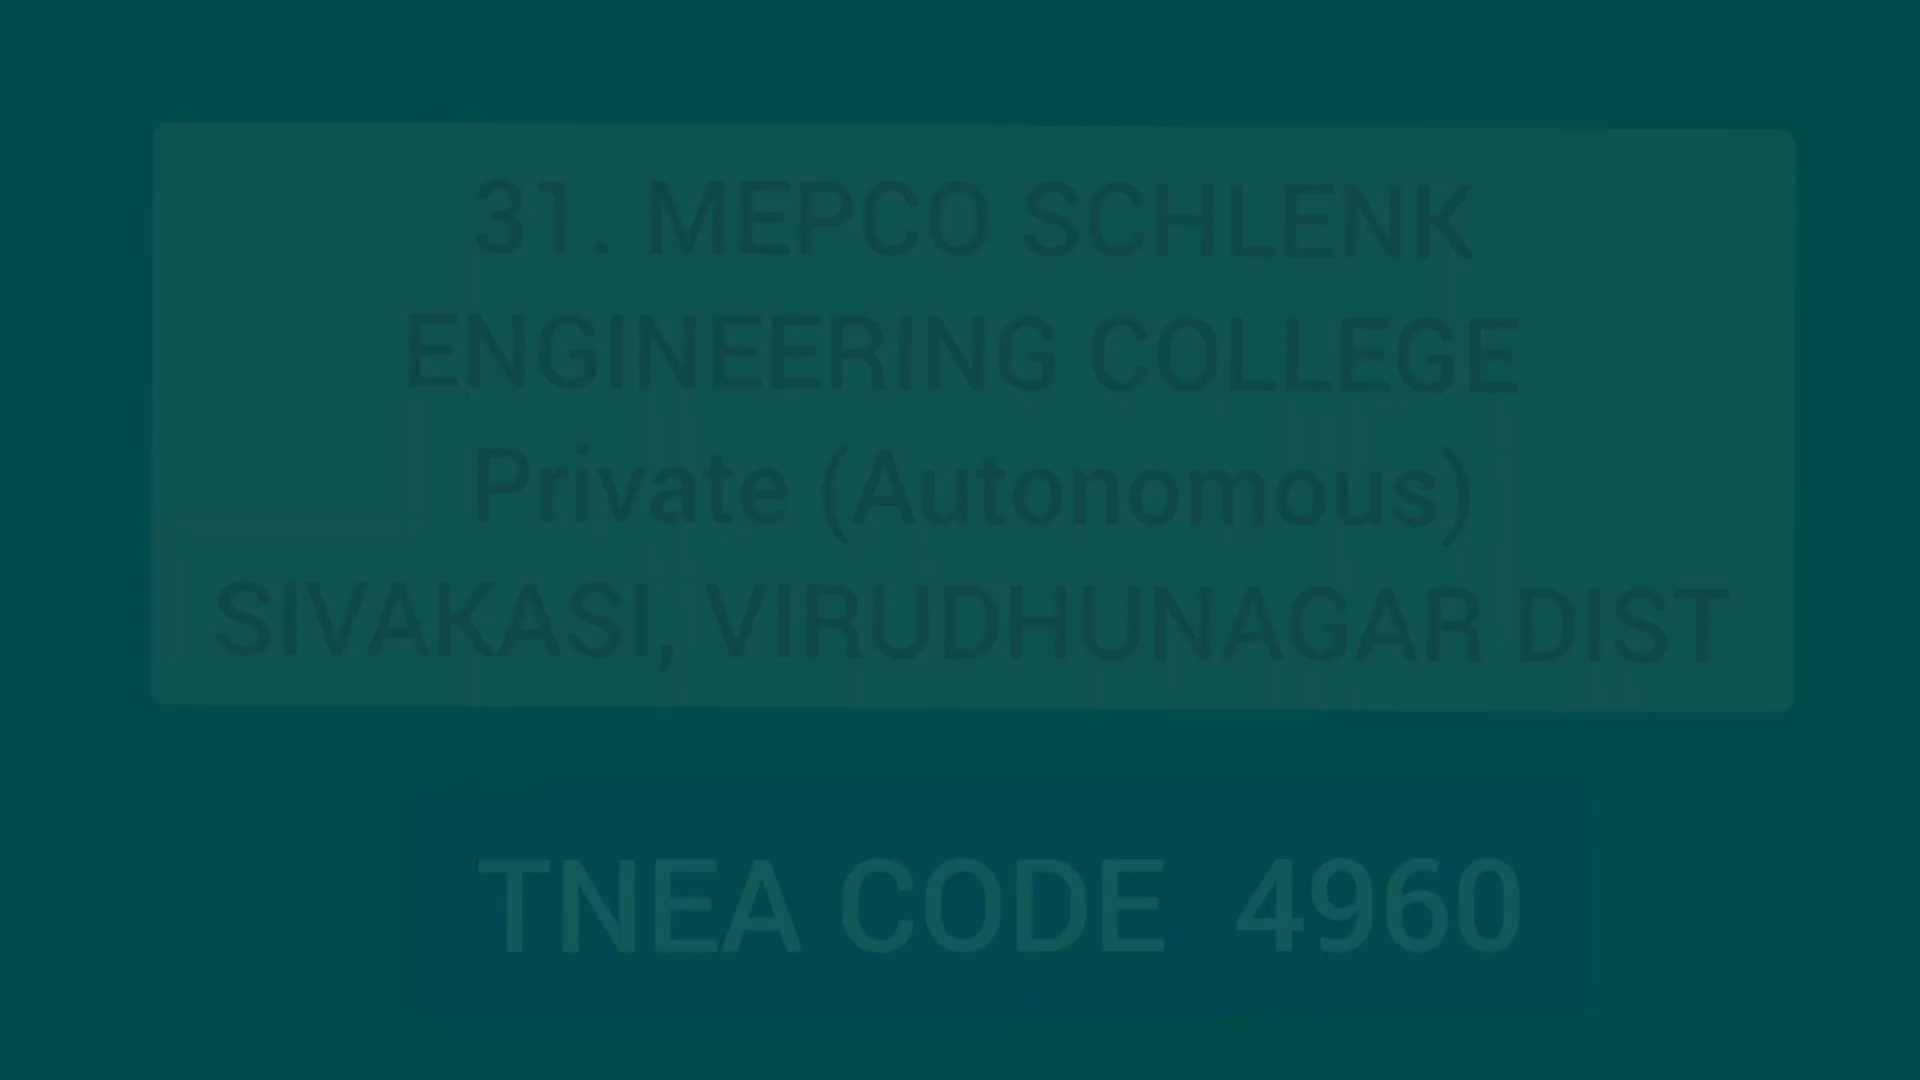 31. MEPCO SCHLENK
ENGINEERING COLLEGE
Private (Autonomous)
SIVAKASI, VIRUDHUNAGAR DIST
TNEA CODE 4960